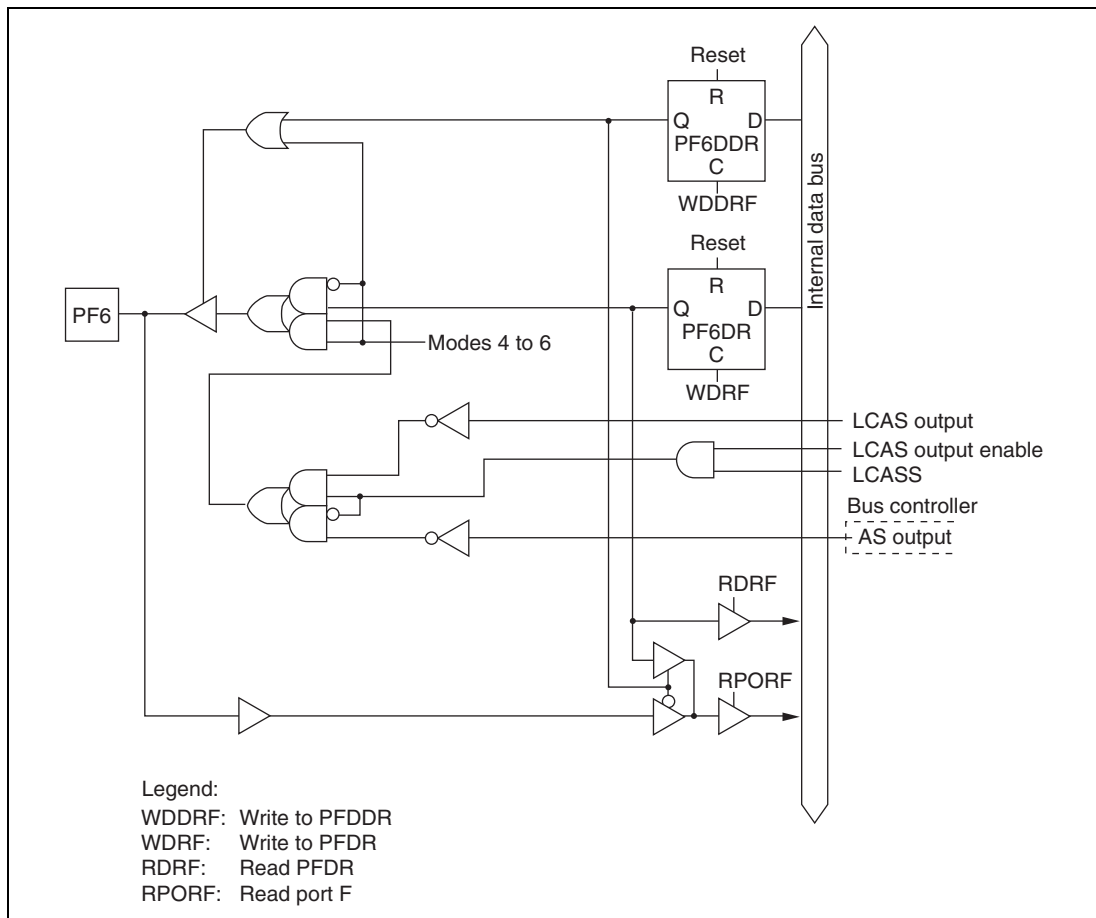 Reset
R
Q D
PF6DDR
C
WDDRF
Reset
R
Q D
PF6DR
C
WDRF
Internal data bus
PF6
Modes 4 to 6
LCAS output
LCAS output enable
LCASS
Bus controller
AS output
RDRF
RPORF
Legend:
WDDRF: Write to PFDDR
WDRF: Write to PFDR
RDRF: Read PFDR
RPORF: Read port F